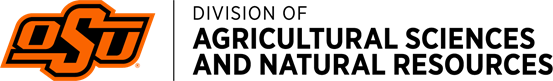 OSU
DIVISION OF
AGRICULTURAL SCIENCES
AND NATURAL RESOURCES